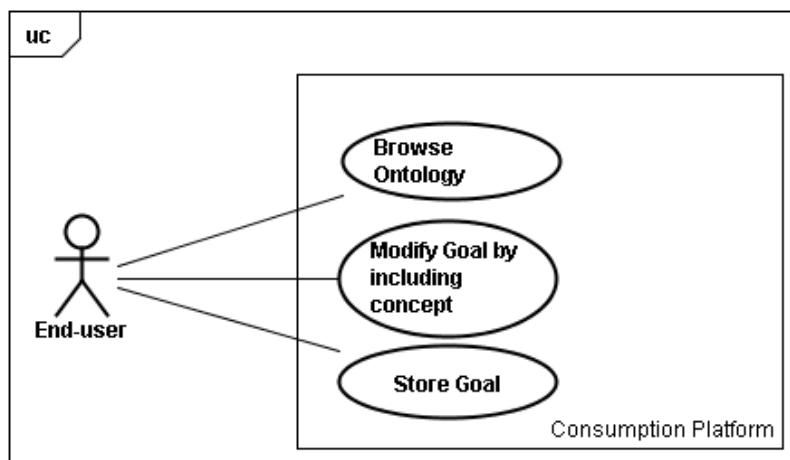 uc
Browse
Ontology
Modify Goal by
including
concept
End-user
Store Goal
Consumption Platform